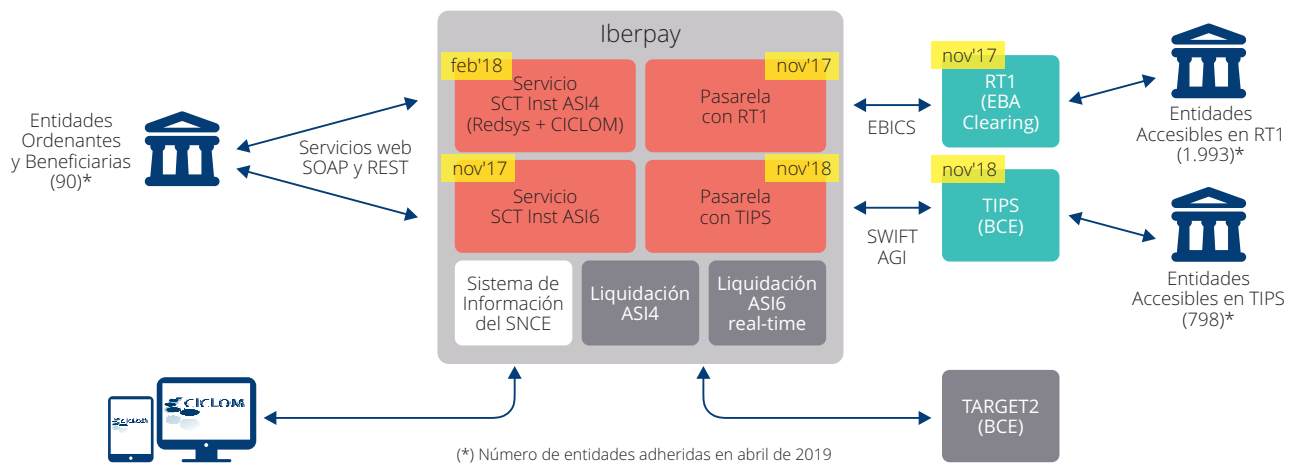 Iberpay
feb'18
Servicio
SCT Inst ASI4
(Redsys + CICLOM)
nov'17
Pasarela
con RT1
nov'17
Servicio
SCT Inst ASI6
nov'18
Pasarela
con TIPS
Sistema de
Información
del SNCE
Liquidación
ASI4
Liquidación
ASI6
real-time
Entidades
Ordenantes
y Beneficiarias
(90)*
Servicios web
SOAP y REST
EBICS
SWIFT
AGI
nov'17
RT1
(EBA
Clearing)
nov'18
TIPS
(BCE)
Entidades
Accesibles en RT1
(1.993)*
Entidades
Accesibles en TIPS
(798)*
CICLOM
CICLOM
TARGET2
(BCE)
(*) Número de entidades adheridas en abril de 2019